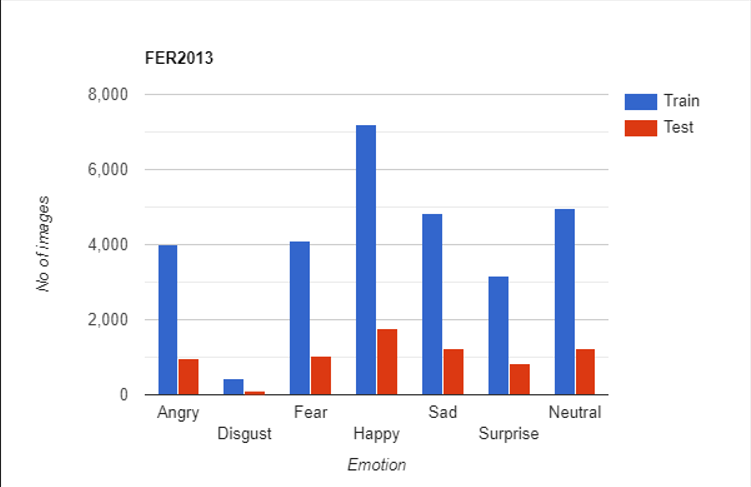 FER2013
8,000
6,000
4,000
2,000
0
No of images
Train
Test
Angry
Disgust
Fear
Happy
Sad
Surprise
Neutral
Emotion